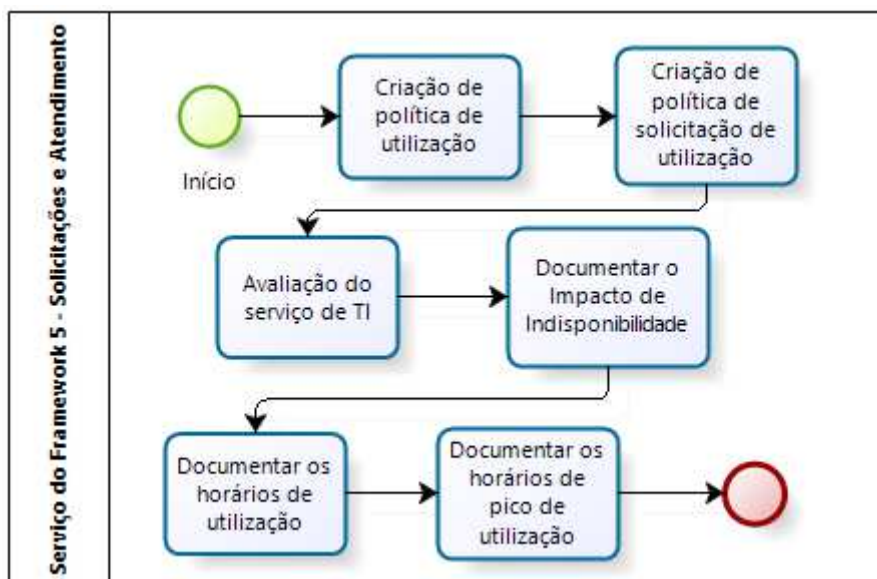 Serviço do Framework 5 - Solicitações e Atendimento
Início
Criação de
política de
utilização
Criação de
política de
solicitação de
utilização
Avaliação do
serviço de TI
Documentar o
Impacto de
Indisponibilidade
Documentar os
horários de
utilização
Documentar os
horários de
pico de
utilização